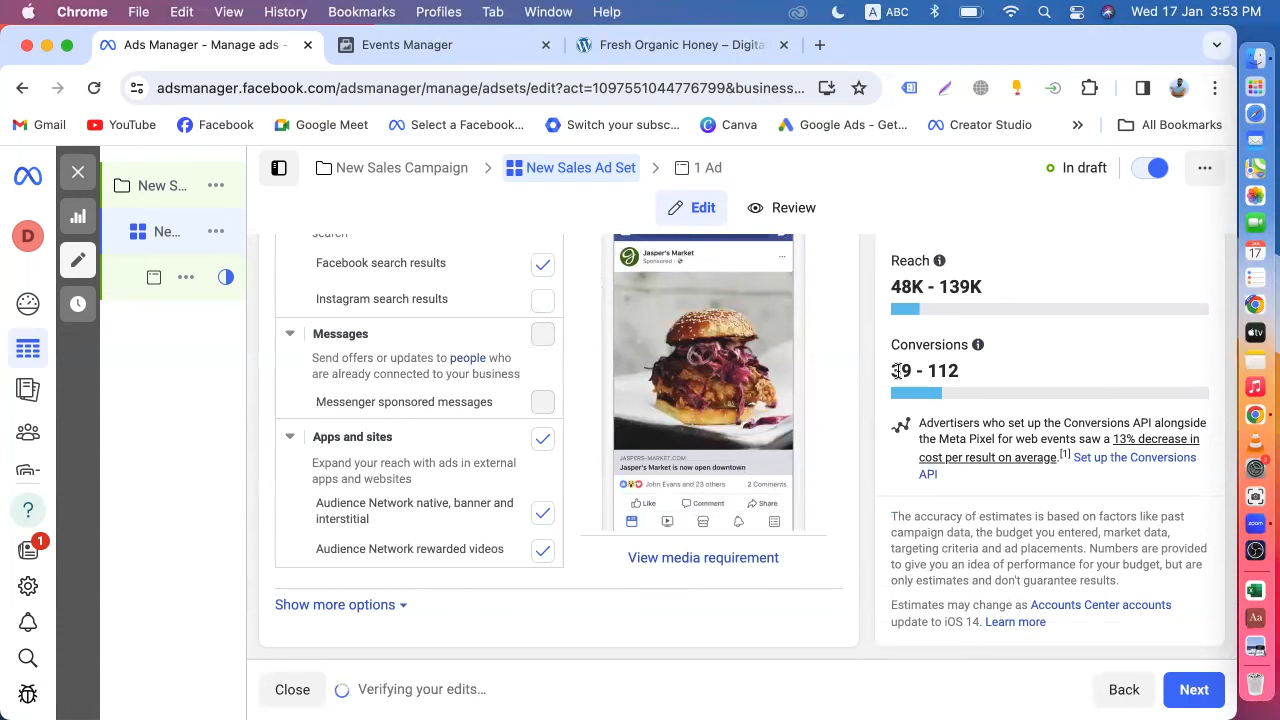 Chrome File Edit View History Bookmarks Profiles Tab Window Help
A ABC
Wed 17 Jan 3:53 PM
Ads Manager - Manage ads -
Events Manager
Fresh Organic Honey – Digita
adsmanager.facebook.com/adsmanager/manage/adsets/edit?act=1097551044776799&business...
Gmail
YouTube
Facebook
Google Meet
Select a Facebook...
Switch your subsc...
Canva
Google Ads - Get...
Creator Studio
All Bookmarks
New S...
Ne...
D
1
New Sales Campaign
New Sales Ad Set
1 Ad
In draft
Edit
Review
search
Facebook search results
Instagram search results
Messages
Send offers or updates to people who
are already connected to your business
Messenger sponsored messages
Apps and sites
Expand your reach with ads in external
apps and websites
Audience Network native, banner and
interstitial
Audience Network rewarded videos
Show more options
Jasper's Market
Sponsored
JASPERS-MARKET.COM
Jasper's Market is now open downtown
John Evans and 23 others
2 Comments
Like
Comment
Share
View media requirement
Reach
48K - 139K
Conversions
39 - 112
Advertisers who set up the Conversions API alongside
the Meta Pixel for web events saw a 13% decrease in
cost per result on average.[1] Set up the Conversions
API
The accuracy of estimates is based on factors like past
campaign data, the budget you entered, market data,
targeting criteria and ad placements. Numbers are provided
to give you an idea of performance for your budget, but are
only estimates and don't guarantee results.
Estimates may change as Accounts Center accounts
update to iOS 14. Learn more
Close
Verifying your edits...
Back
Next
JAN
17
tv
zoom
Aa